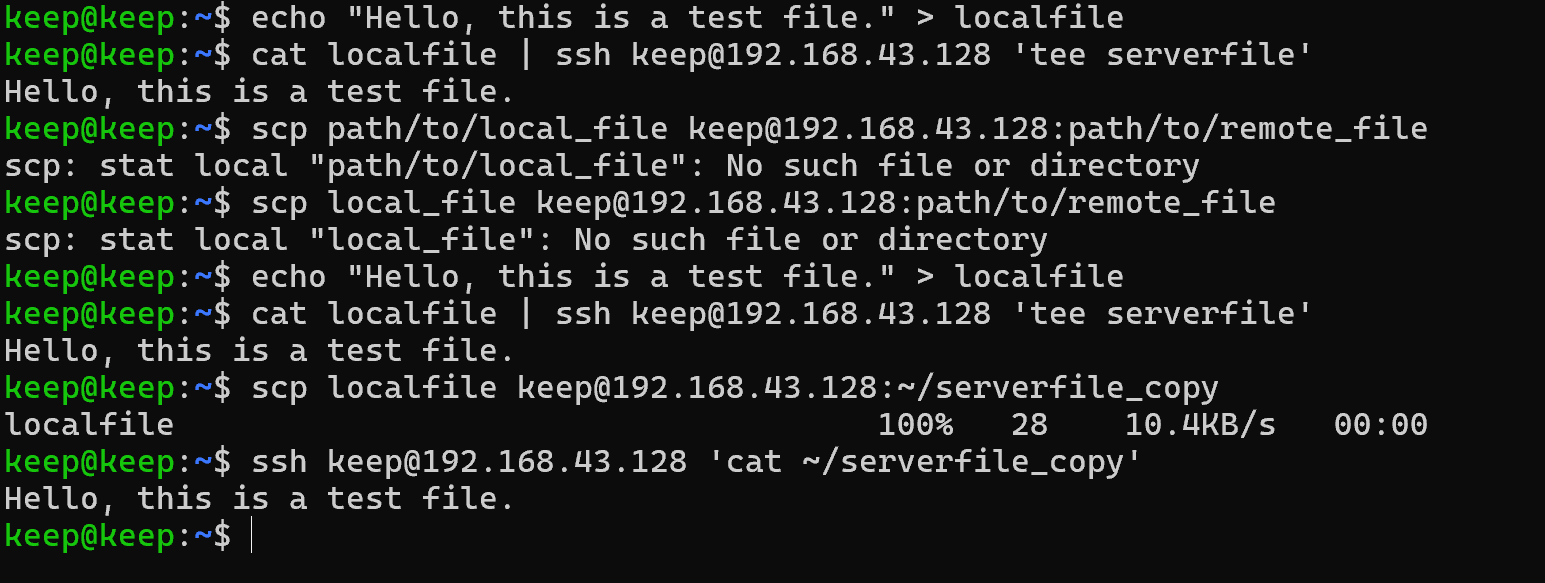 keep@keep:~$ echo "Hello, this is a test file." > localfile
keep@keep:~$ cat localfile | ssh keep@192.168.43.128 'tee serverfile'
Hello, this is a test file.
keep@keep:~$ scp path/to/local_file keep@192.168.43.128:path/to/remote_file
scp: stat local "path/to/local_file": No such file or directory
keep@keep:~$ scp local_file keep@192.168.43.128:path/to/remote_file
scp: stat local "local_file": No such file or directory
keep@keep:~$ echo "Hello, this is a test file." > localfile
keep@keep:~$ cat localfile | ssh keep@192.168.43.128 'tee serverfile'
Hello, this is a test file.
keep@keep:~$ scp localfile keep@192.168.43.128:~/serverfile_copy
localfile                                     100%   28    10.4KB/s   00:00
keep@keep:~$ ssh keep@192.168.43.128 'cat ~/serverfile_copy'
Hello, this is a test file.
keep@keep:~$